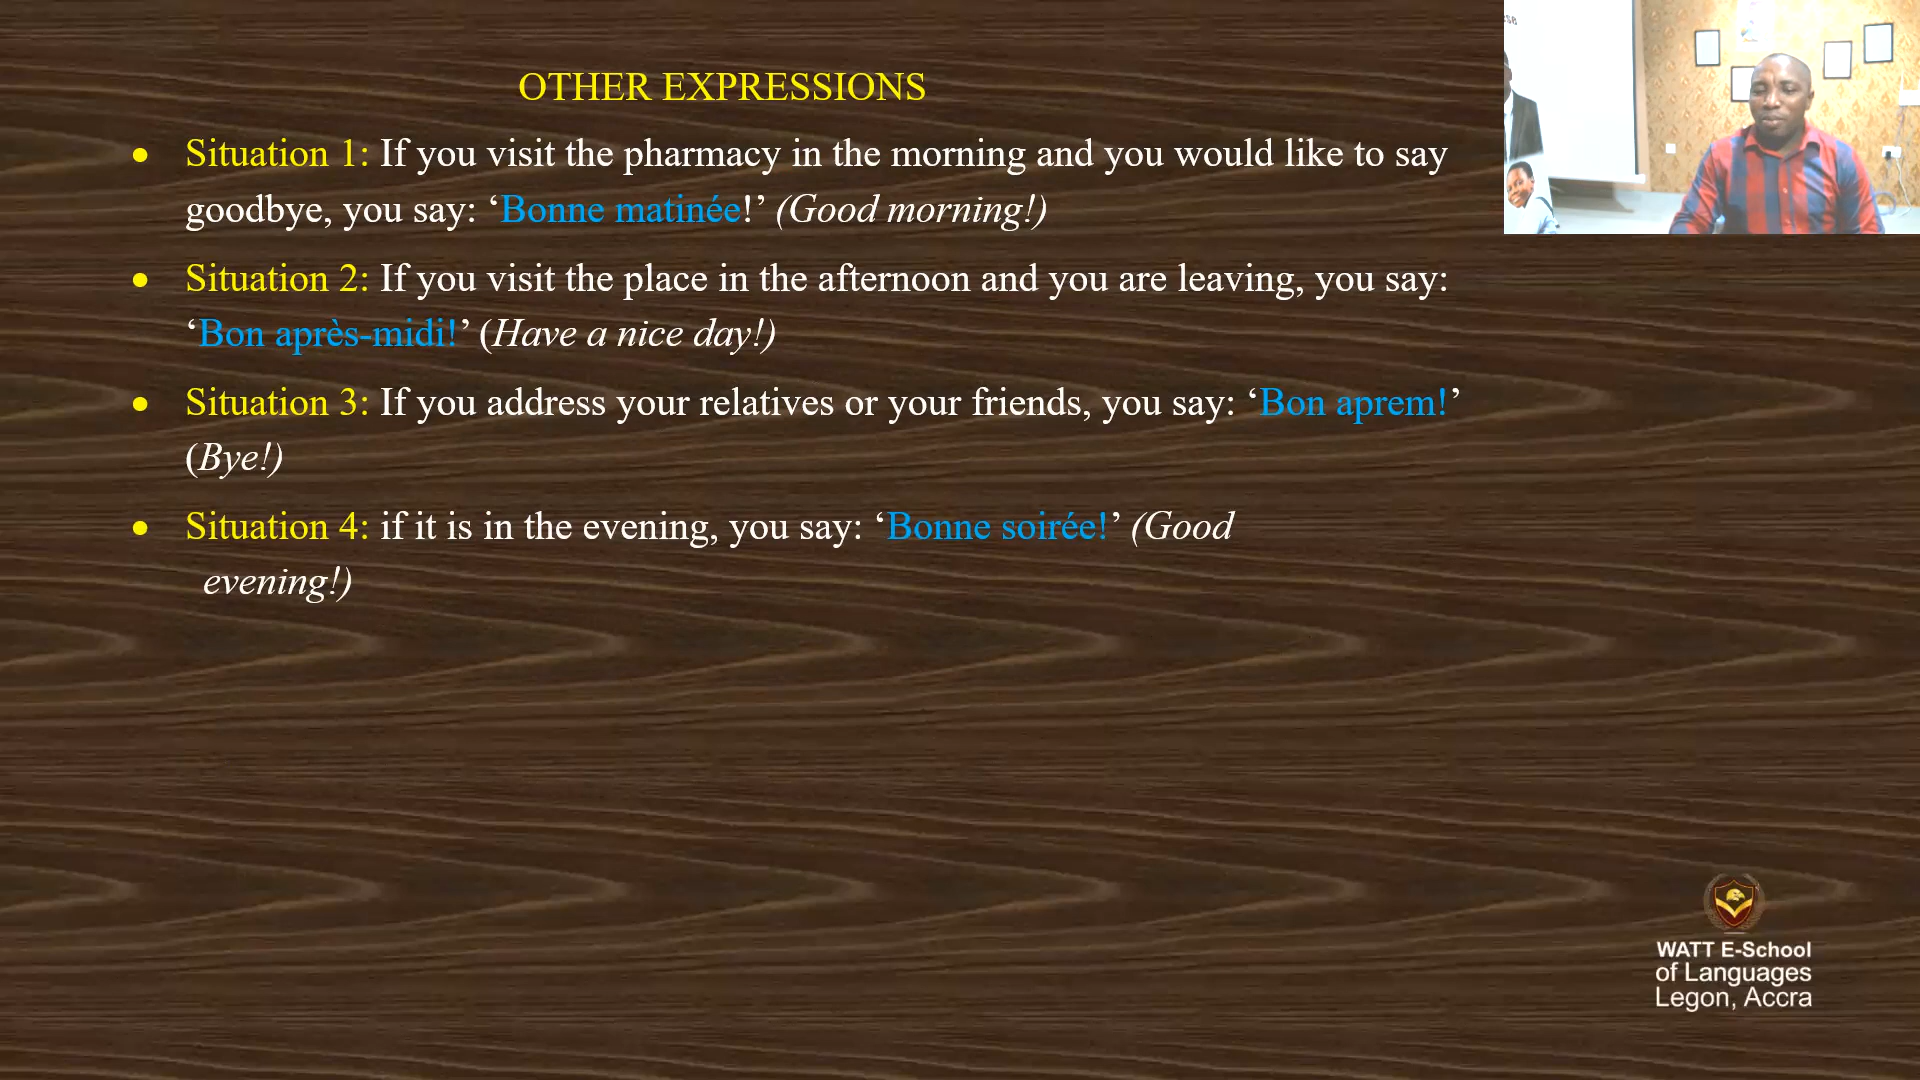 OTHER EXPRESSIONS
• Situation 1: If you visit the pharmacy in the morning and you would like to say
goodbye, you say: ‘Bonne matinée!’ (Good morning!)
• Situation 2: If you visit the place in the afternoon and you are leaving, you say:
‘Bon après-midi!’ (Have a nice day!)
• Situation 3: If you address your relatives or your friends, you say: ‘Bon aprem!’
(Bye!)
• Situation 4: if it is in the evening, you say: ‘Bonne soirée!’ (Good
evening!)
WATT E-School
of Languages
Legon, Accra